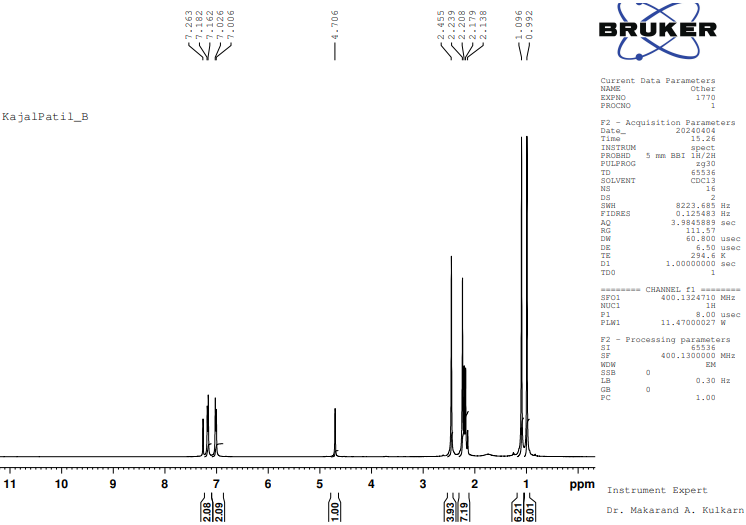 7.263
7.182
7.162
7.026
7.006
4.706
2.455
2.239
2.208
2.179
2.138
1.096
0.992
BRUKER
KajalPatil_B
Current Data Parameters
NAME Other
EXPNO 1770
PROCNO 1
F2 - Acquisition Parameters
Date_ 20240404
Time 15.26
INSTRUM spect
PROBHD 5 mm BBI 1H/2H
PULPROG zg30
TD 65536
SOLVENT CDCl3
NS 16
DS 2
SWH 8223.685 Hz
FIDRES 0.125483 Hz
AQ 3.9845889 sec
RG 111.57
DW 60.800 usec
DE 6.50 usec
TE 294.6 K
D1 1.00000000 sec
TD0 1
======== CHANNEL f1 ========
SFO1 400.1324710 MHz
NUC1 1H
P1 8.00 usec
PLW1 11.47000027 W
F2 - Processing parameters
SI 65536
SF 400.1300000 MHz
WDW EM
SSB 0
LB 0.30 Hz
GB 0
PC 1.00
11 10 9 8 7 6 5 4 3 2 1 ppm
2.08
2.09
1.00
3.93
7.19
6.21
6.01
Instrument Expert
Dr. Makarand A. Kulkarn